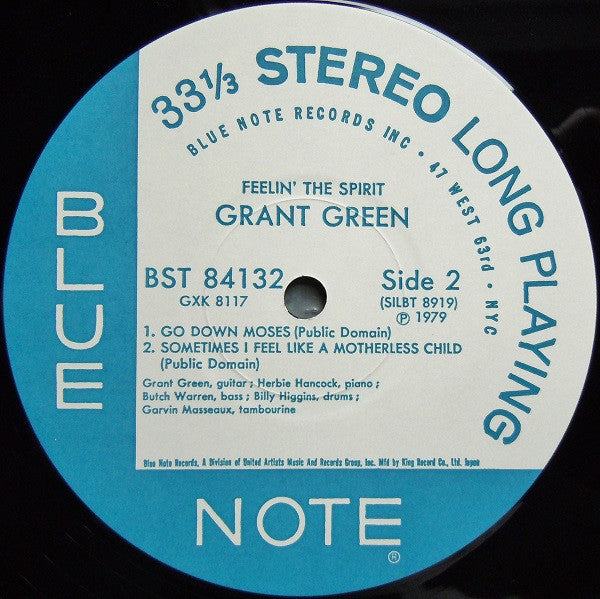 33⅓ STEREO LONG PLAYING
BLUE NOTE RECORDS INC • 47 WEST 63rd • NYC
FEELIN' THE SPIRIT
GRANT GREEN
BST 84132 Side 2
GXK 8117 (SILBT 8919)
Ⓟ 1979
1. GO DOWN MOSES (Public Domain)
2. SOMETIMES I FEEL LIKE A MOTHERLESS CHILD
(Public Domain)
Grant Green, guitar ; Herbie Hancock, piano ;
Butch Warren, bass ; Billy Higgins, drums ;
Garvin Masseaux, tambourine
Blue Note Records, A Division of United Artists Music And Records Group, Inc. Mfd by King Record Co., Ltd. Japan
BLUE
NOTE ®